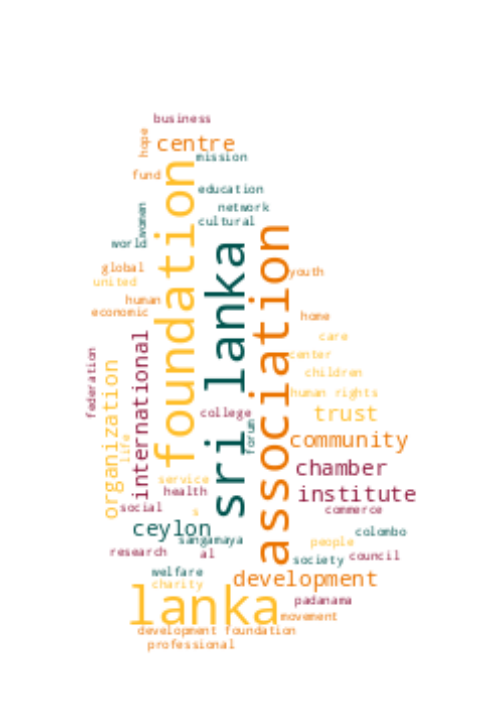 business
hope
centre
mission
fund
foundation
education
women
network
cultural
world
sri lanka
association
global
youth
united
human
economic
home
international
care
federation
center
organization
children
human rights
college
trust
forum
life
community
chamber
service
health
institute
social
s
commerce
ceylon
colombo
sangamaya
people
research
al
society
council
welfare
development
charity
lanka
padanama
movement
development foundation
professional